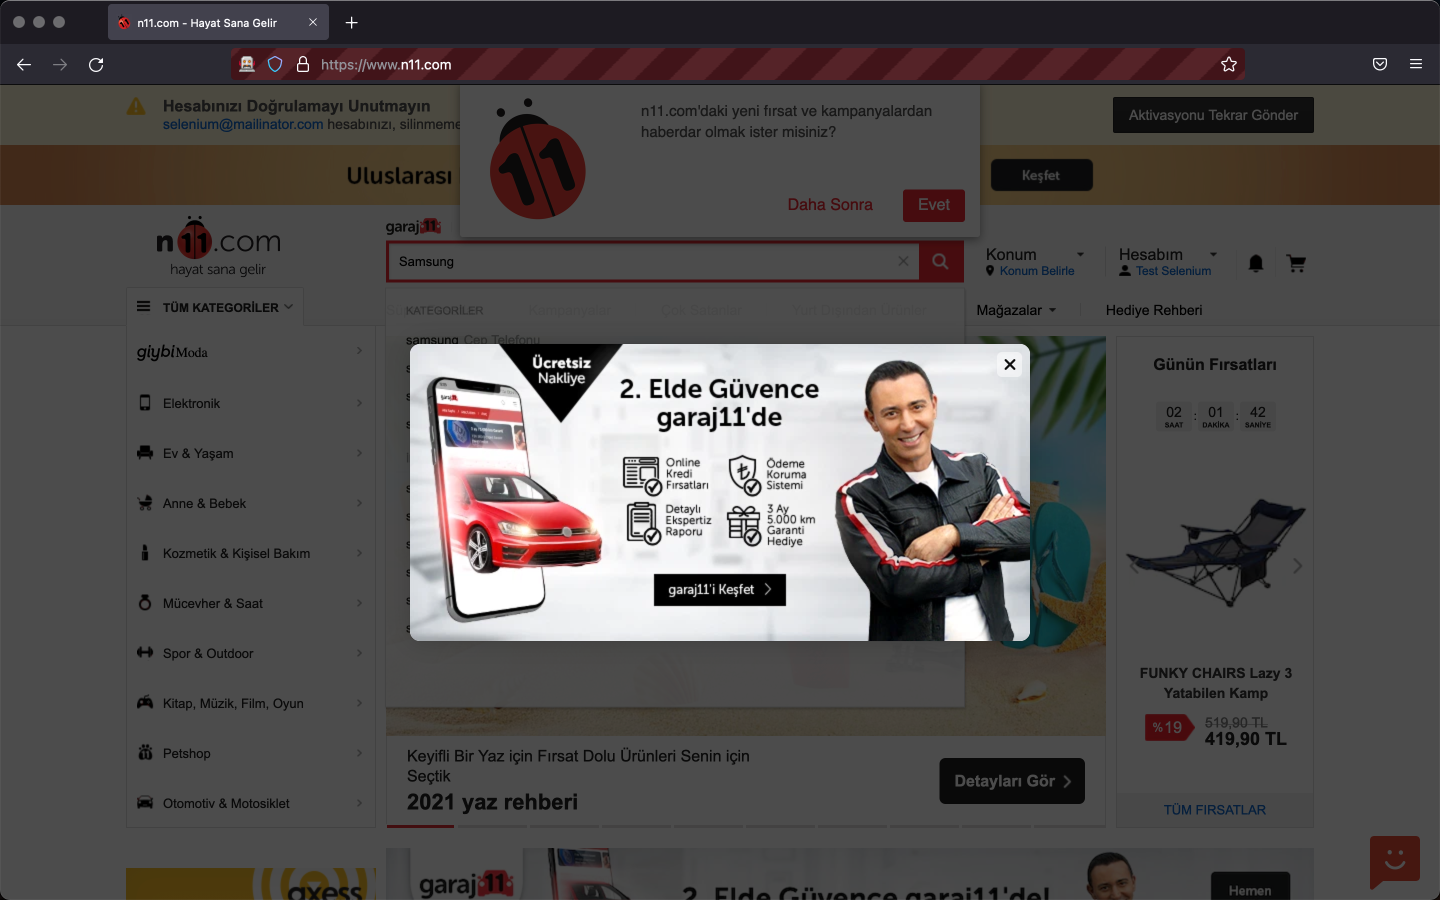 n11.com - Hayat Sana Gelir
https://www.n11.com
Hesabınızı Doğrulamayı Unutmayın
selenium@mailinator.com hesabınızı, silinmeme
n11.com'daki yeni fırsat ve kampanyalardan
haberdar olmak ister misiniz?
Daha Sonra
Evet
Aktivasyonu Tekrar Gönder
Uluslarası
Keşfet
n11.com
hayat sana gelir
garaj11
Samsung
Konum
Konum Belirle
Hesabım
Test Selenium
TÜM KATEGORİLER
KATEGORİLER
Mağazalar
Hediye Rehberi
samsung Cep Telefonu
giybiModa
Elektronik
Ev & Yaşam
Anne & Bebek
Kozmetik & Kişisel Bakım
Mücevher & Saat
Spor & Outdoor
Kitap, Müzik, Film, Oyun
Petshop
Otomotiv & Motosiklet
Ücretsiz
Nakliye
2. Elde Güvence
garaj11'de
Online
Kredi
Fırsatları
Ödeme
Koruma
Sistemi
Detaylı
Ekspertiz
Raporu
3 Ay
5.000 km
Garanti
Hediye
garaj11'i Keşfet
Günün Fırsatları
02 : 01 : 42
SAAT DAKİKA SANİYE
FUNKY CHAIRS Lazy 3
Yatabilen Kamp
%19
519,90 TL
419,90 TL
TÜM FIRSATLAR
Keyifli Bir Yaz için Fırsat Dolu Ürünleri Senin için
Seçtik
2021 yaz rehberi
Detayları Gör
axess
garaj11
2. Elde Güvence garaj11'de!
Hemen